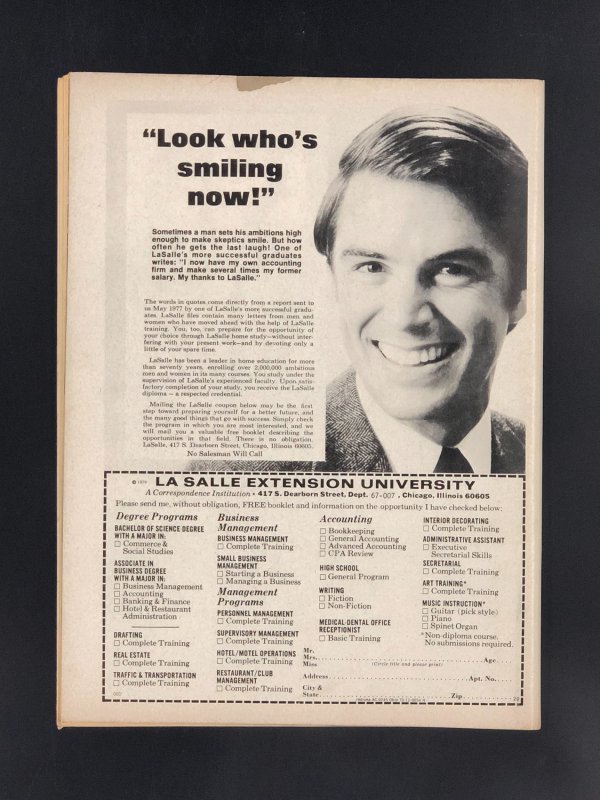 “Look who's
smiling
now!”
Sometimes a man sets his ambitions high
enough to make skeptics smile. But how
often he gets the last laugh! One of
LaSalle's more successful graduates
writes: “I now have my own accounting
firm and make several times my former
salary. My thanks to LaSalle.”
The words in quotes come directly from a report sent to
us May 1977 by one of LaSalle's more successful gradu-
ates. LaSalle files contain many letters from men and
women who have moved ahead with the help of LaSalle
training. You, too, can prepare for the opportunity of
your choice through LaSalle home study—without inter-
fering with your present work—and by devoting only a
little of your spare time.
LaSalle has been a leader in home education for more
than seventy years, enrolling over 2,000,000 ambitious
men and women in its many courses. You study under the
supervision of LaSalle's experienced faculty. Upon satis-
factory completion of your study, you receive the LaSalle
diploma — a respected credential.
Mailing the LaSalle coupon below may be the first
step toward preparing yourself for a better future, and
the many good things that go with success. Simply check
the program in which you are most interested, and we
will mail you a valuable free booklet describing the
opportunities in that field. There is no obligation.
LaSalle, 417 S. Dearborn Street, Chicago, Illinois 60605.
No Salesman Will Call
LA SALLE EXTENSION UNIVERSITY
A Correspondence Institution • 417 S. Dearborn Street, Dept. 67-007, Chicago, Illinois 60605
Please send me, without obligation, FREE booklet and information on the opportunity I have checked below:
Degree Programs
BACHELOR OF SCIENCE DEGREE
WITH A MAJOR IN:
Commerce &
Social Studies
ASSOCIATE IN
BUSINESS DEGREE
WITH A MAJOR IN:
Business Management
Accounting
Banking & Finance
Hotel & Restaurant
Administration
DRAFTING
Complete Training
REAL ESTATE
Complete Training
TRAFFIC & TRANSPORTATION
Complete Training
Business
Management
BUSINESS MANAGEMENT
Complete Training
SMALL BUSINESS
MANAGEMENT
Starting a Business
Managing a Business
Management
Programs
PERSONNEL MANAGEMENT
Complete Training
SUPERVISORY MANAGEMENT
Complete Training
HOTEL/MOTEL OPERATIONS
Complete Training
RESTAURANT/CLUB
MANAGEMENT
Complete Training
Accounting
Bookkeeping
General Accounting
Advanced Accounting
CPA Review
HIGH SCHOOL
General Program
WRITING
Fiction
Non-Fiction
MEDICAL-DENTAL OFFICE
RECEPTIONIST
Basic Training
INTERIOR DECORATING
Complete Training
ADMINISTRATIVE ASSISTANT
Executive
Secretarial Skills
SECRETARIAL
Complete Training
ART TRAINING*
Complete Training
MUSIC INSTRUCTION*
Guitar (pick style)
Piano
Spinet Organ
*Non-diploma course.
No submissions required.
Mr.
Mrs.
Miss
(Circle title and please print)
Age
Address
Apt. No.
City &
State
Zip